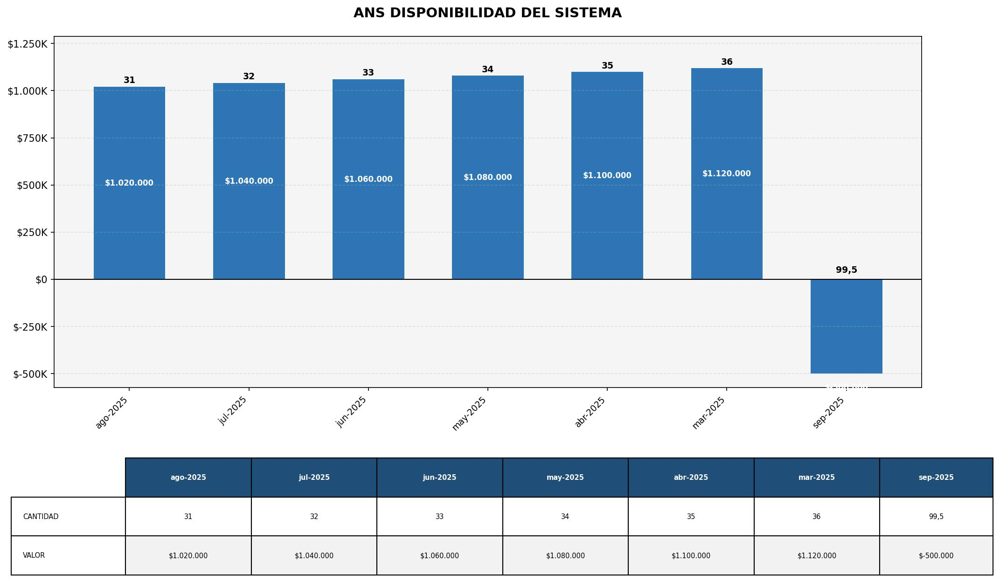 ANS DISPONIBILIDAD DEL SISTEMA
$1.250K
$1.000K
$750K
$500K
$250K
$0
$-250K
$-500K
31
32
33
34
35
36
99,5
$1.020.000
$1.040.000
$1.060.000
$1.080.000
$1.100.000
$1.120.000
ago-2025
jul-2025
jun-2025
may-2025
abr-2025
mar-2025
sep-2025
ago-2025 jul-2025 jun-2025 may-2025 abr-2025 mar-2025 sep-2025
CANTIDAD 31 32 33 34 35 36 99,5
VALOR $1.020.000 $1.040.000 $1.060.000 $1.080.000 $1.100.000 $1.120.000 $-500.000